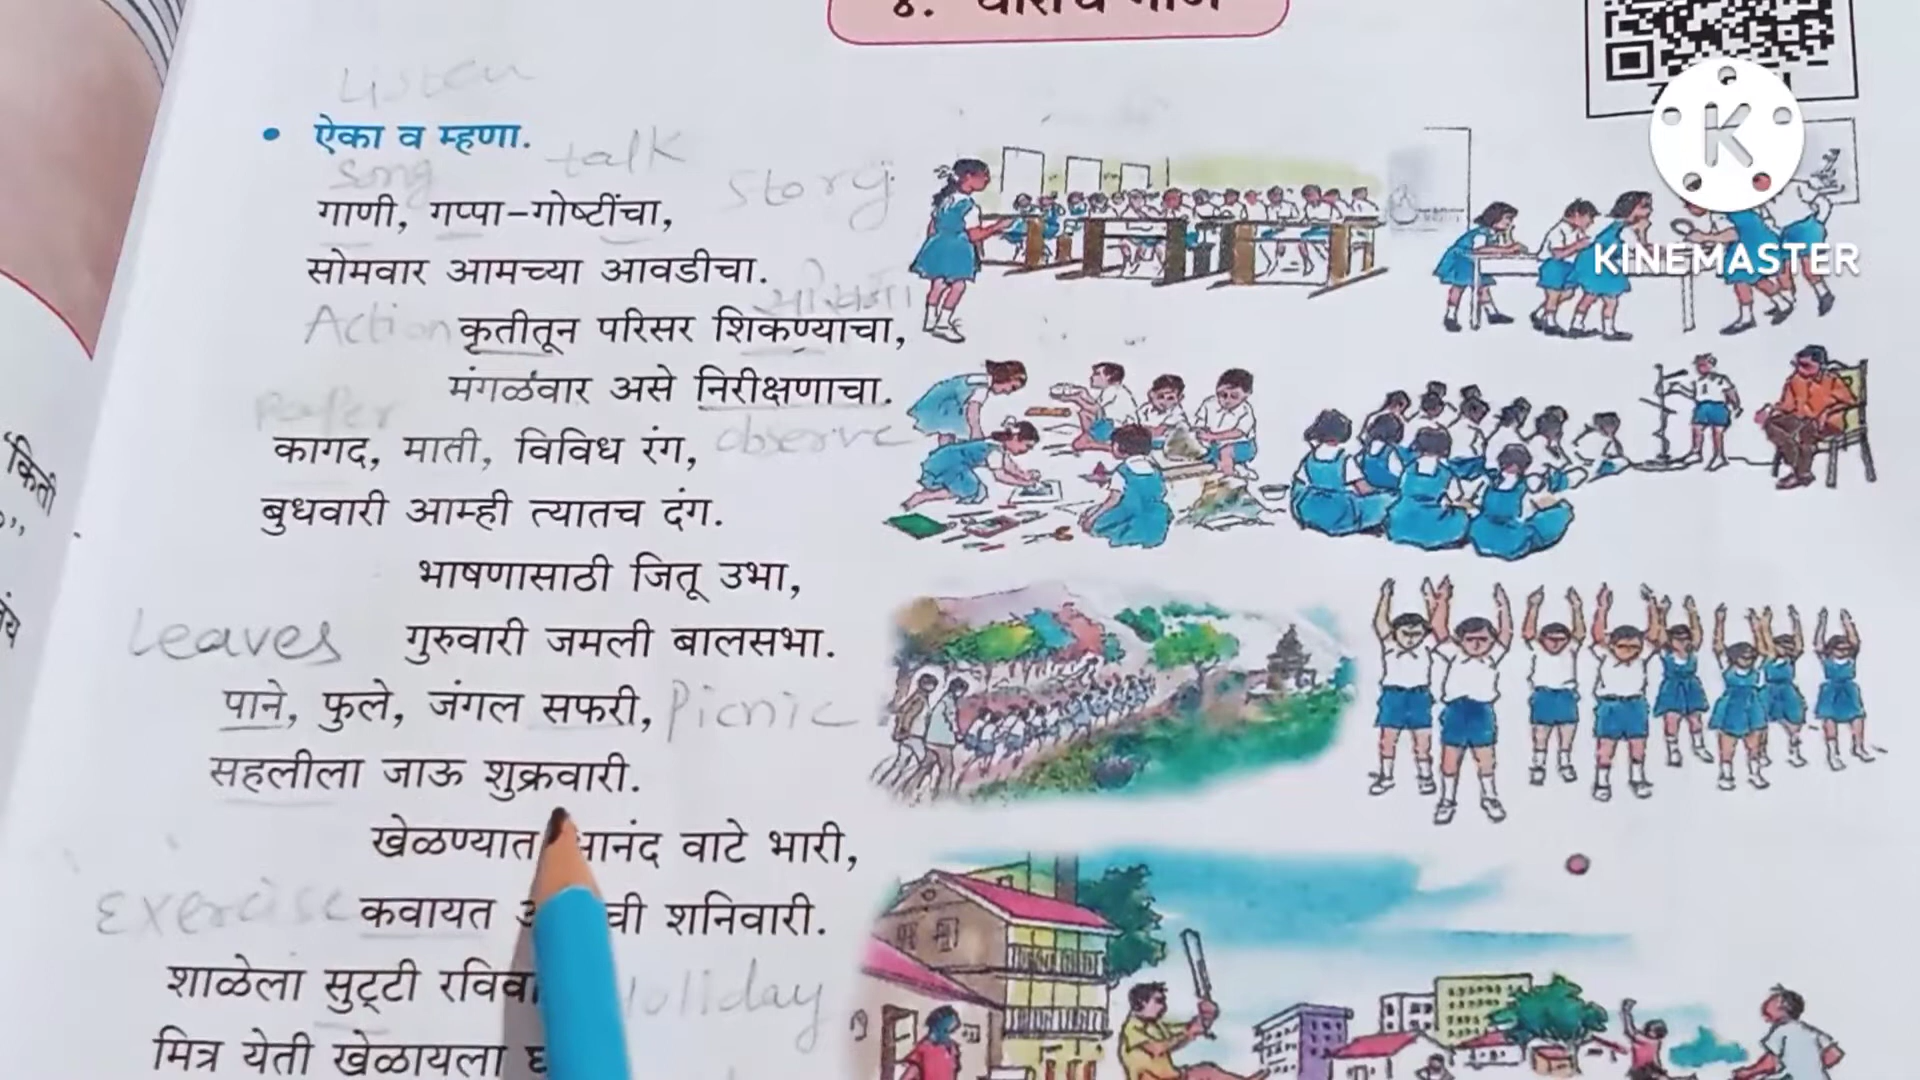 ४.
Listen
• ऐका व म्हणा.
song talk story
गाणी, गप्पा-गोष्टींचा,
सोमवार आमच्या आवडीचा.
Action कृतीतून परिसर शिकण्याचा,
मंगळवार असे निरीक्षणाचा.
Paper observe
कागद, माती, विविध रंग,
बुधवारी आम्ही त्यातच दंग.
भाषणासाठी जितू उभा,
Leaves गुरुवारी जमली बालसभा.
पाने, फुले, जंगल सफरी, Picnic
सहलीला जाऊ शुक्रवारी.
खेळण्यात वाटे भारी,
Exercise कवायत शनिवारी.
शाळेला सुट्टी Holiday
मित्र येती खेळायला
“किती
K
KINEMASTER